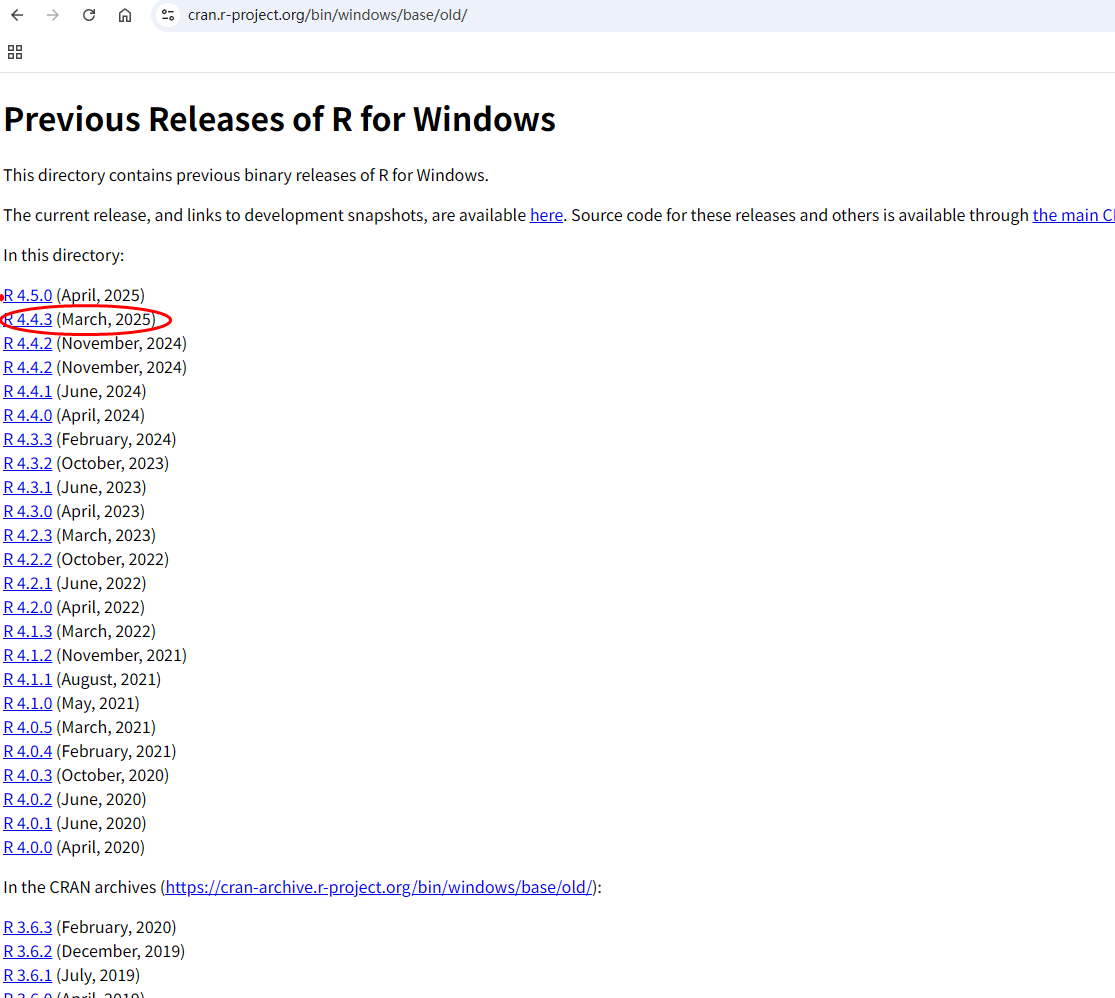 cran.r-project.org/bin/windows/base/old/
Previous Releases of R for Windows
This directory contains previous binary releases of R for Windows.
The current release, and links to development snapshots, are available here. Source code for these releases and others is available through the main
In this directory:
R 4.5.0 (April, 2025)
R 4.4.3 (March, 2025)
R 4.4.2 (November, 2024)
R 4.4.2 (November, 2024)
R 4.4.1 (June, 2024)
R 4.4.0 (April, 2024)
R 4.3.3 (February, 2024)
R 4.3.2 (October, 2023)
R 4.3.1 (June, 2023)
R 4.3.0 (April, 2023)
R 4.2.3 (March, 2023)
R 4.2.2 (October, 2022)
R 4.2.1 (June, 2022)
R 4.2.0 (April, 2022)
R 4.1.3 (March, 2022)
R 4.1.2 (November, 2021)
R 4.1.1 (August, 2021)
R 4.1.0 (May, 2021)
R 4.0.5 (March, 2021)
R 4.0.4 (February, 2021)
R 4.0.3 (October, 2020)
R 4.0.2 (June, 2020)
R 4.0.1 (June, 2020)
R 4.0.0 (April, 2020)
In the CRAN archives (https://cran-archive.r-project.org/bin/windows/base/old/):
R 3.6.3 (February, 2020)
R 3.6.2 (December, 2019)
R 3.6.1 (July, 2019)
R 3.6.0 (April, 2019)